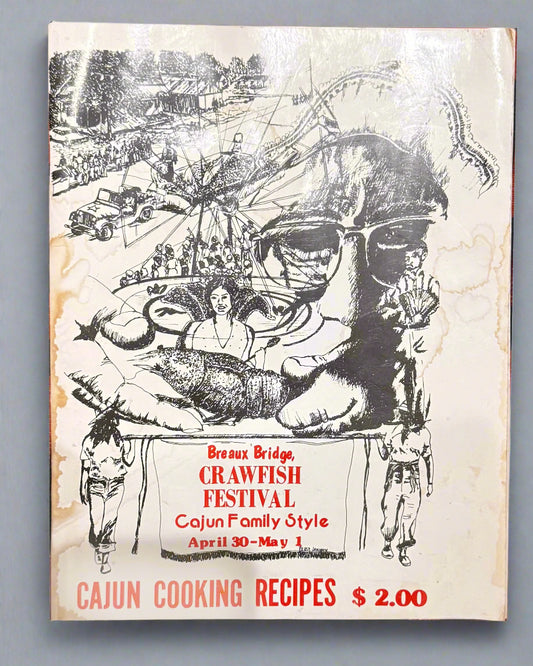 Breaux Bridge,
CRAWFISH
FESTIVAL
Cajun Family Style
April 30-May 1
CAJUN COOKING RECIPES $ 2.00